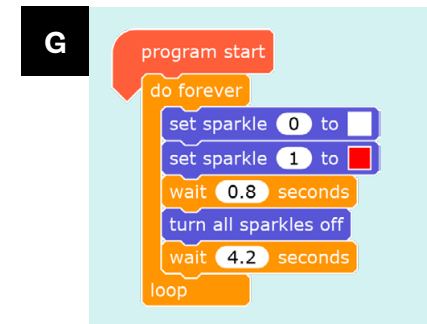 G
program start
do forever
set sparkle 0 to
set sparkle 1 to
wait 0.8 seconds
turn all sparkles off
wait 4.2 seconds
loop